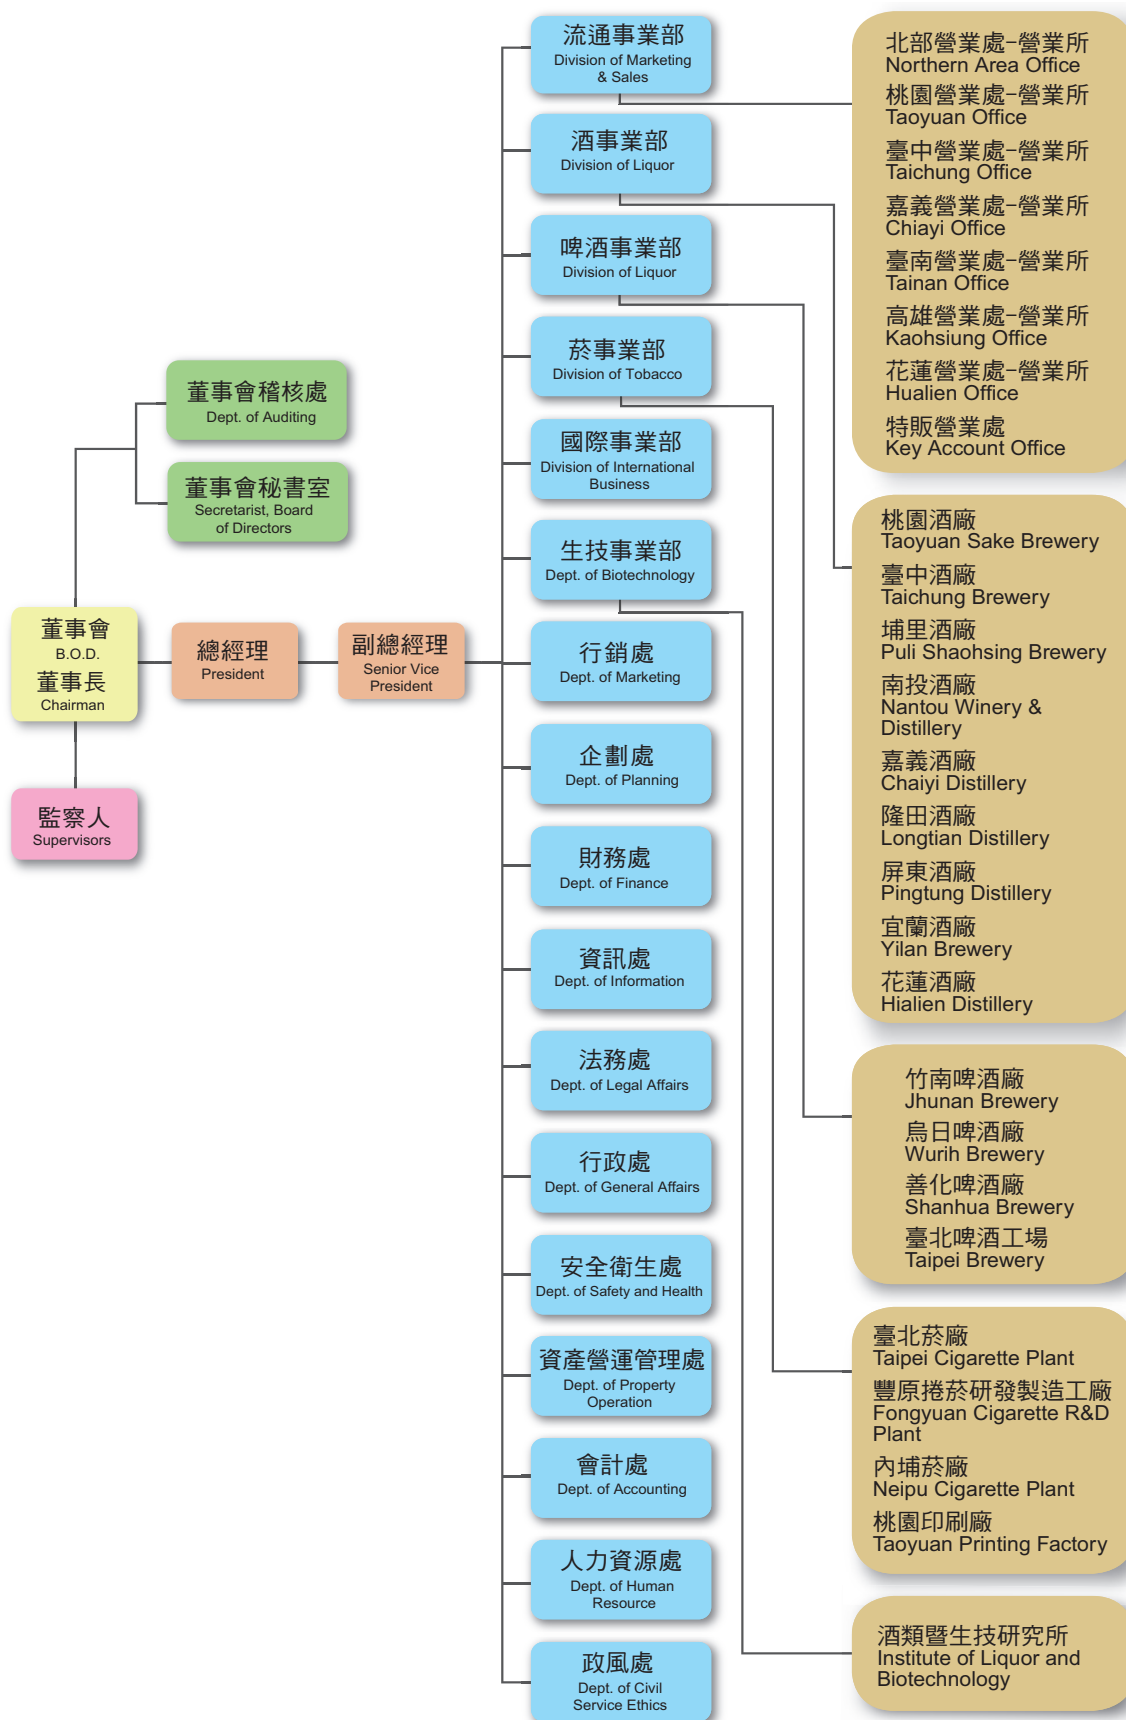 董事會稽核處
Dept. of Auditing
董事會秘書室
Secretarist, Board
of Directors
董事會
B.O.D.
董事長
Chairman
監察人
Supervisors
總經理
President
副總經理
Senior Vice
President
流通事業部
Division of Marketing
& Sales
酒事業部
Division of Liquor
啤酒事業部
Division of Liquor
菸事業部
Division of Tobacco
國際事業部
Division of International
Business
生技事業部
Dept. of Biotechnology
行銷處
Dept. of Marketing
企劃處
Dept. of Planning
財務處
Dept. of Finance
資訊處
Dept. of Information
法務處
Dept. of Legal Affairs
行政處
Dept. of General Affairs
安全衛生處
Dept. of Safety and Health
資產營運管理處
Dept. of Property
Operation
會計處
Dept. of Accounting
人力資源處
Dept. of Human
Resource
政風處
Dept. of Civil
Service Ethics
北部營業處-營業所
Northern Area Office
桃園營業處-營業所
Taoyuan Office
臺中營業處-營業所
Taichung Office
嘉義營業處-營業所
Chiayi Office
臺南營業處-營業所
Tainan Office
高雄營業處-營業所
Kaohsiung Office
花蓮營業處-營業所
Hualien Office
特販營業處
Key Account Office
桃園酒廠
Taoyuan Sake Brewery
臺中酒廠
Taichung Brewery
埔里酒廠
Puli Shaohsing Brewery
南投酒廠
Nantou Winery &
Distillery
嘉義酒廠
Chaiyi Distillery
隆田酒廠
Longtian Distillery
屏東酒廠
Pingtung Distillery
宜蘭酒廠
Yilan Brewery
花蓮酒廠
Hialien Distillery
竹南啤酒廠
Jhunan Brewery
烏日啤酒廠
Wurih Brewery
善化啤酒廠
Shanhua Brewery
臺北啤酒工場
Taipei Brewery
臺北菸廠
Taipei Cigarette Plant
豐原捲菸研發製造工廠
Fongyuan Cigarette R&D
Plant
內埔菸廠
Neipu Cigarette Plant
桃園印刷廠
Taoyuan Printing Factory
酒類暨生技研究所
Institute of Liquor and
Biotechnology